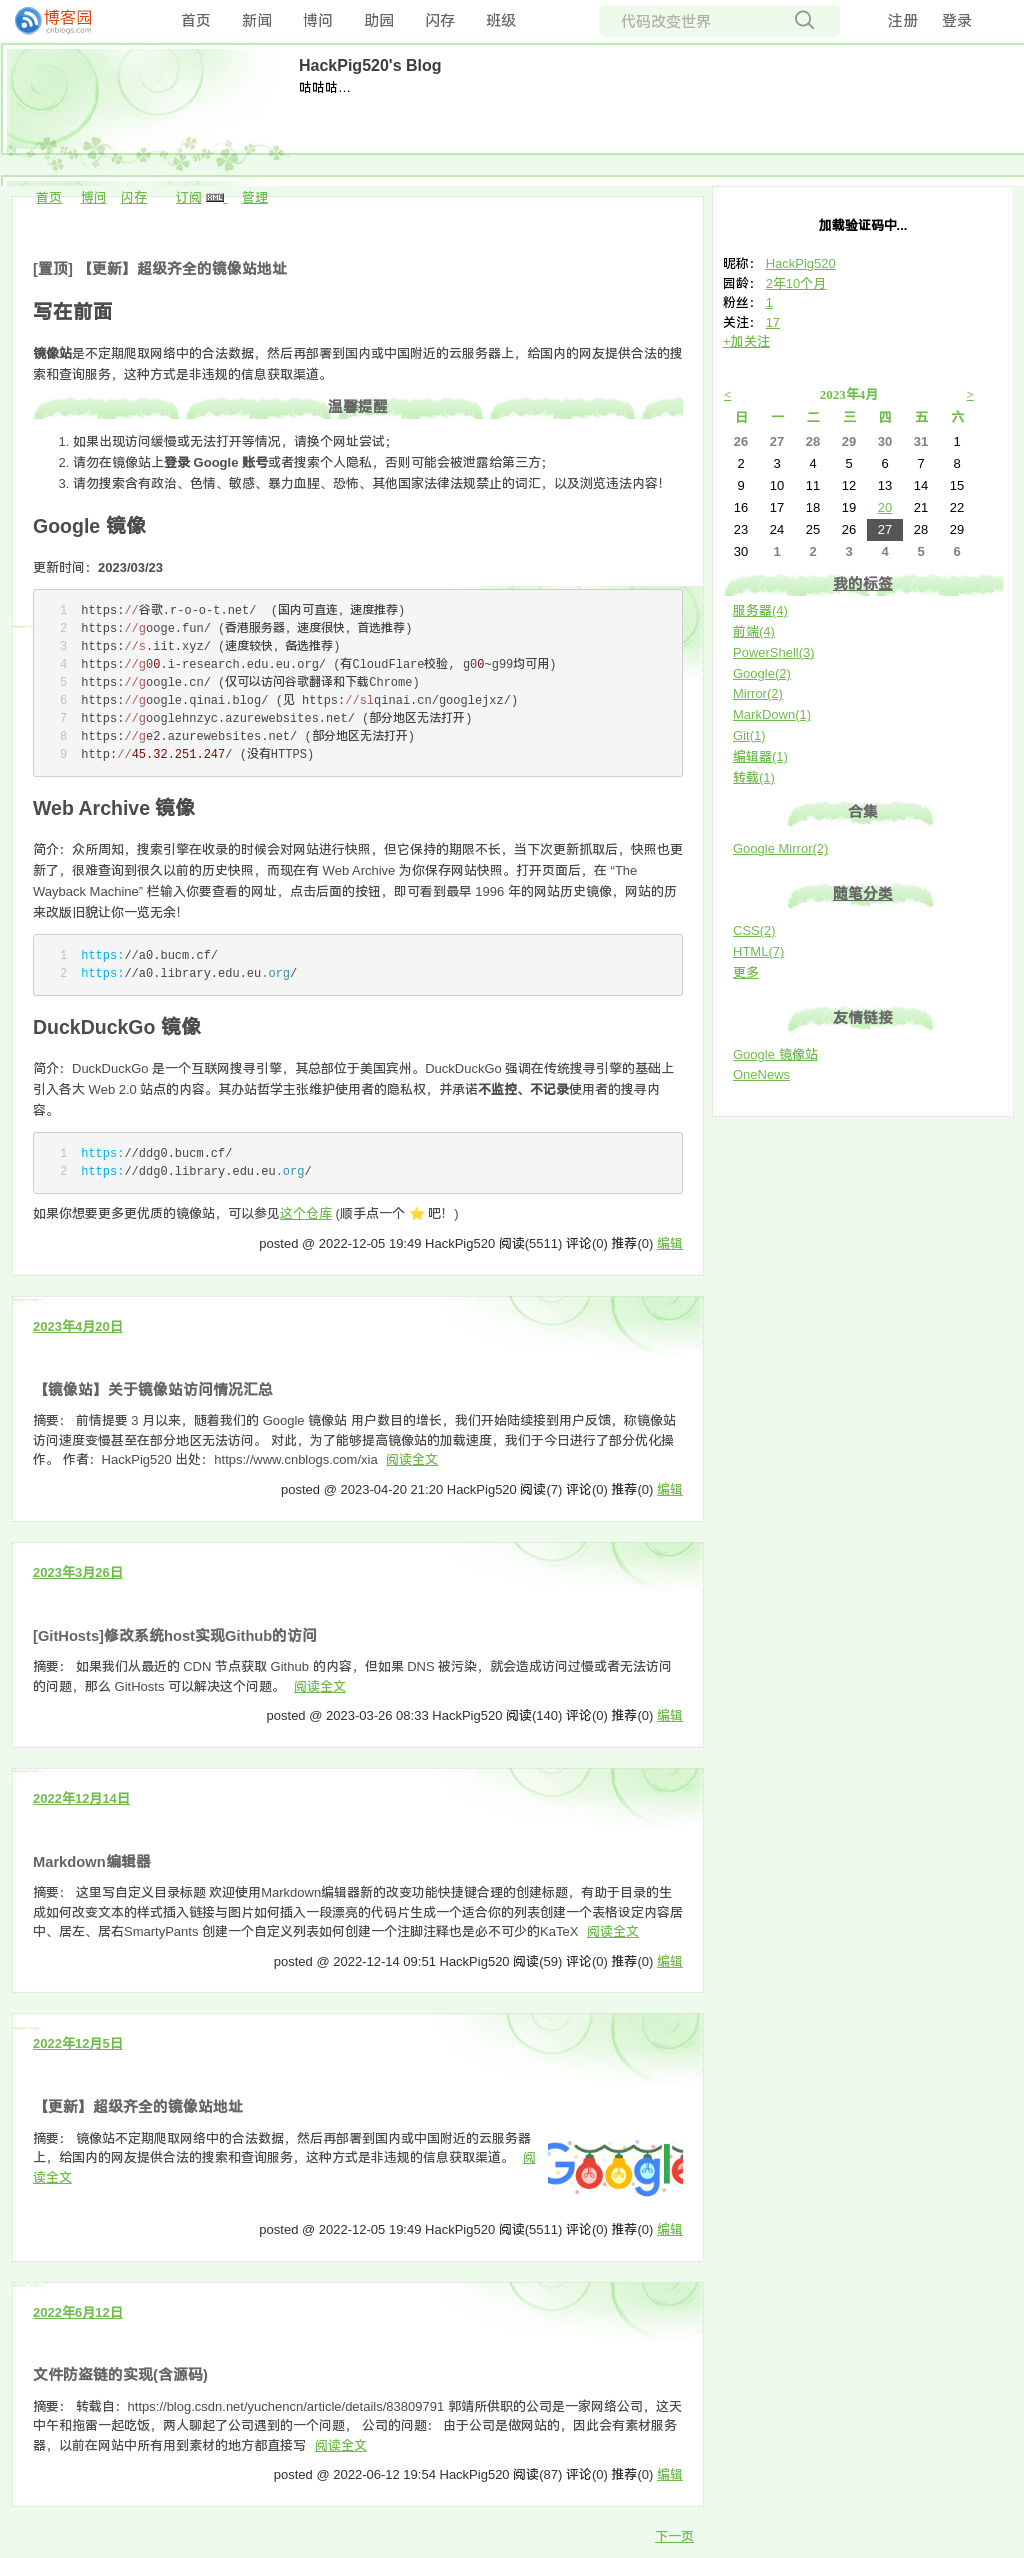 博客园 cnblogs.com 首页 新闻 博问 助园 闪存 班级 代码改变世界 注册 登录
HackPig520's Blog
咕咕咕…
首页 博问 闪存 订阅 XML 管理
[置顶] 【更新】超级齐全的镜像站地址
写在前面
镜像站是不定期爬取网络中的合法数据，然后再部署到国内或中国附近的云服务器上，给国内的网友提供合法的搜
索和查询服务，这种方式是非违规的信息获取渠道。
温馨提醒
1. 如果出现访问缓慢或无法打开等情况，请换个网址尝试；
2. 请勿在镜像站上登录 Google 账号或者搜索个人隐私，否则可能会被泄露给第三方；
3. 请勿搜索含有政治、色情、敏感、暴力血腥、恐怖、其他国家法律法规禁止的词汇，以及浏览违法内容！
Google 镜像
更新时间：2023/03/23
1 https://谷歌.r-o-o-t.net/ (国内可直连，速度推荐)
2 https://googe.fun/ (香港服务器，速度很快，首选推荐)
3 https://s.iit.xyz/ (速度较快，备选推荐)
4 https://g00.i-research.edu.eu.org/ (有CloudFlare校验, g00~g99均可用)
5 https://google.cn/ (仅可以访问谷歌翻译和下载Chrome)
6 https://google.qinai.blog/ (见 https://slqinai.cn/googlejxz/)
7 https://googlehnzyc.azurewebsites.net/ (部分地区无法打开)
8 https://ge2.azurewebsites.net/ (部分地区无法打开)
9 http://45.32.251.247/ (没有HTTPS)
Web Archive 镜像
简介：众所周知，搜索引擎在收录的时候会对网站进行快照，但它保持的期限不长，当下次更新抓取后，快照也更
新了，很难查询到很久以前的历史快照，而现在有 Web Archive 为你保存网站快照。打开页面后，在 “The
Wayback Machine” 栏输入你要查看的网址，点击后面的按钮，即可看到最早 1996 年的网站历史镜像，网站的历
来改版旧貌让你一览无余！
1 https://a0.bucm.cf/
2 https://a0.library.edu.eu.org/
DuckDuckGo 镜像
简介：DuckDuckGo 是一个互联网搜寻引擎，其总部位于美国宾州。DuckDuckGo 强调在传统搜寻引擎的基础上
引入各大 Web 2.0 站点的内容。其办站哲学主张维护使用者的隐私权，并承诺不监控、不记录使用者的搜寻内
容。
1 https://ddg0.bucm.cf/
2 https://ddg0.library.edu.eu.org/
如果你想要更多更优质的镜像站，可以参见这个仓库 (顺手点一个 ⭐ 吧！)
posted @ 2022-12-05 19:49 HackPig520 阅读(5511) 评论(0) 推荐(0) 编辑
2023年4月20日
【镜像站】关于镜像站访问情况汇总
摘要： 前情提要 3 月以来，随着我们的 Google 镜像站 用户数目的增长，我们开始陆续接到用户反馈，称镜像站
访问速度变慢甚至在部分地区无法访问。 对此，为了能够提高镜像站的加载速度，我们于今日进行了部分优化操
作。 作者：HackPig520 出处：https://www.cnblogs.com/xia 阅读全文
posted @ 2023-04-20 21:20 HackPig520 阅读(7) 评论(0) 推荐(0) 编辑
2023年3月26日
[GitHosts]修改系统host实现Github的访问
摘要： 如果我们从最近的 CDN 节点获取 Github 的内容，但如果 DNS 被污染，就会造成访问过慢或者无法访问
的问题，那么 GitHosts 可以解决这个问题。 阅读全文
posted @ 2023-03-26 08:33 HackPig520 阅读(140) 评论(0) 推荐(0) 编辑
2022年12月14日
Markdown编辑器
摘要： 这里写自定义目录标题 欢迎使用Markdown编辑器新的改变功能快捷键合理的创建标题，有助于目录的生
成如何改变文本的样式插入链接与图片如何插入一段漂亮的代码片生成一个适合你的列表创建一个表格设定内容居
中、居左、居右SmartyPants 创建一个自定义列表如何创建一个注脚注释也是必不可少的KaTeX 阅读全文
posted @ 2022-12-14 09:51 HackPig520 阅读(59) 评论(0) 推荐(0) 编辑
2022年12月5日
【更新】超级齐全的镜像站地址
摘要： 镜像站不定期爬取网络中的合法数据，然后再部署到国内或中国附近的云服务器
上，给国内的网友提供合法的搜索和查询服务，这种方式是非违规的信息获取渠道。 阅
读全文
Google
posted @ 2022-12-05 19:49 HackPig520 阅读(5511) 评论(0) 推荐(0) 编辑
2022年6月12日
文件防盗链的实现(含源码)
摘要： 转载自：https://blog.csdn.net/yuchencn/article/details/83809791 郭靖所供职的公司是一家网络公司，这天
中午和拖雷一起吃饭，两人聊起了公司遇到的一个问题， 公司的问题： 由于公司是做网站的，因此会有素材服务
器，以前在网站中所有用到素材的地方都直接写 阅读全文
posted @ 2022-06-12 19:54 HackPig520 阅读(87) 评论(0) 推荐(0) 编辑
下一页
加载验证码中...
昵称： HackPig520
园龄： 2年10个月
粉丝： 1
关注： 17
+加关注
< 2023年4月 >
日 一 二 三 四 五 六
26 27 28 29 30 31 1
2 3 4 5 6 7 8
9 10 11 12 13 14 15
16 17 18 19 20 21 22
23 24 25 26 27 28 29
30 1 2 3 4 5 6
我的标签
服务器(4)
前端(4)
PowerShell(3)
Google(2)
Mirror(2)
MarkDown(1)
Git(1)
编辑器(1)
转载(1)
合集
Google Mirror(2)
随笔分类
CSS(2)
HTML(7)
更多
友情链接
Google 镜像站
OneNews